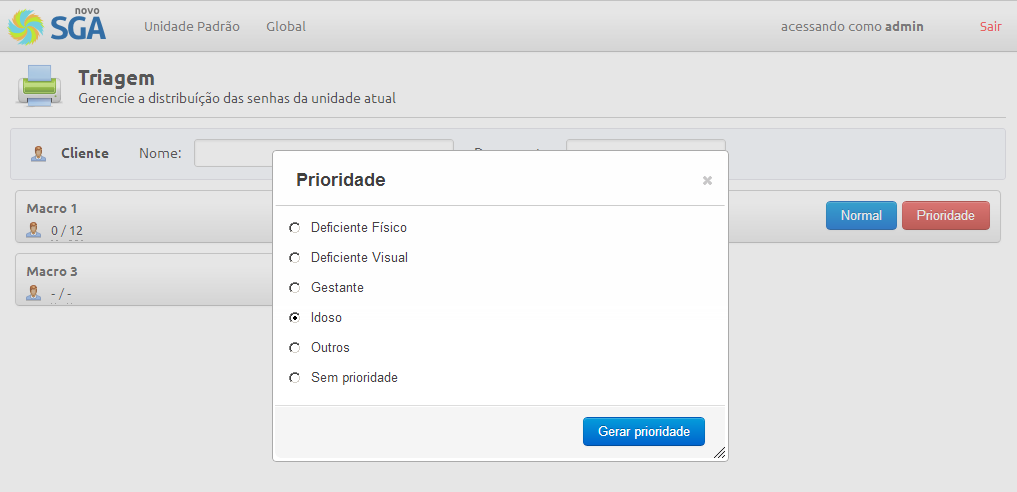 novo
SGA
Unidade Padrão
Global
acessando como admin
Sair
Triagem
Gerencie a distribuíção das senhas da unidade atual
Cliente
Nome:
Macro 1
0 / 12
Normal
Prioridade
Macro 3
- / -
Prioridade
×
Deficiente Físico
Deficiente Visual
Gestante
Idoso
Outros
Sem prioridade
Gerar prioridade